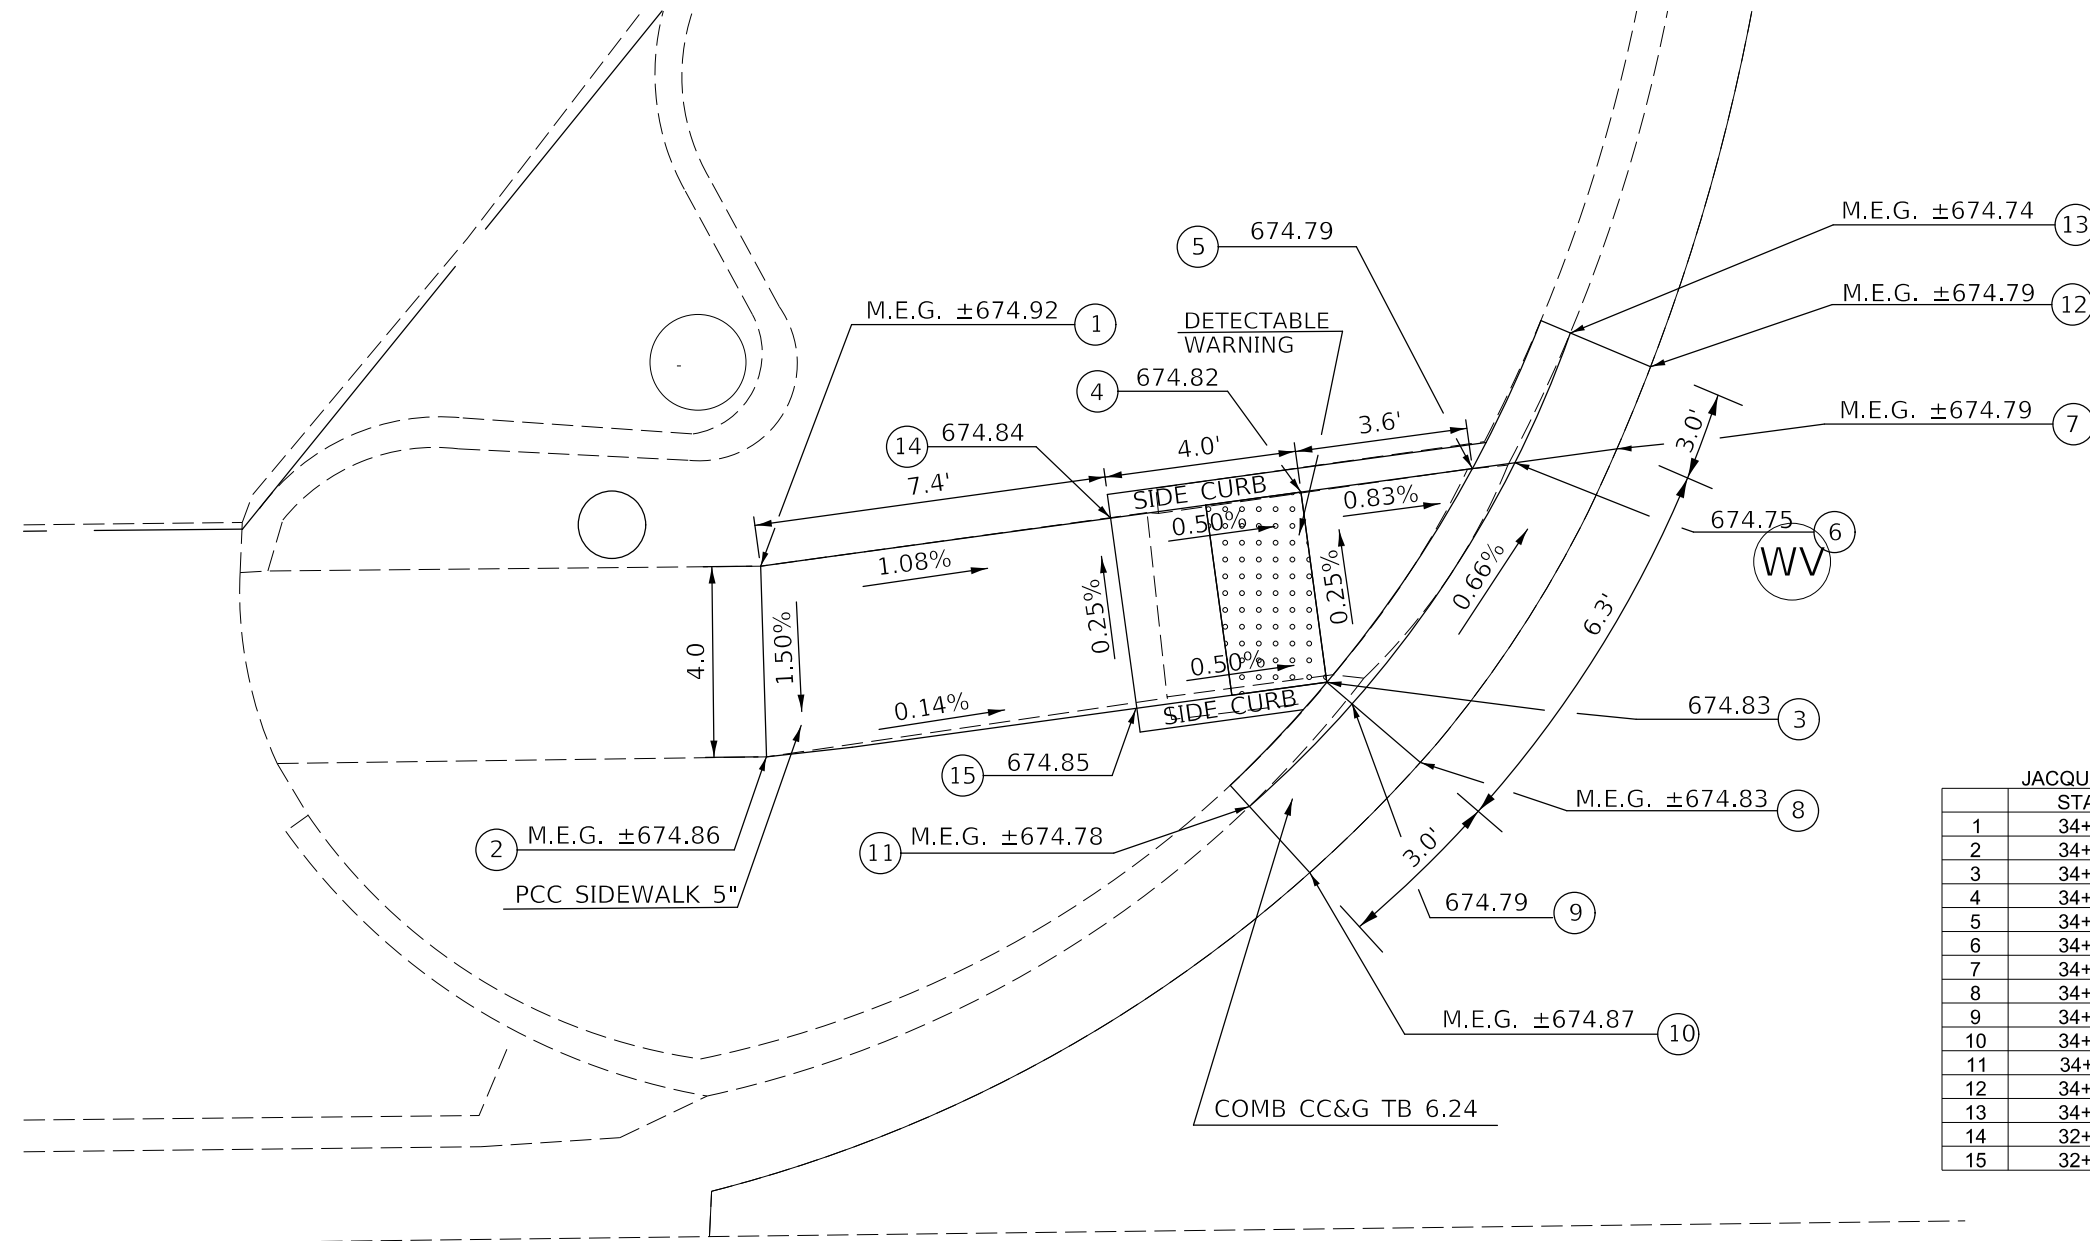 M.E.G. ±674.74 13
5 674.79
M.E.G. ±674.79 12
M.E.G. ±674.92 1
DETECTABLE
WARNING
4 674.82
M.E.G. ±674.79 7
3.0'
3.6'
14 674.84
4.0'
7.4'
SIDE CURB
0.83%
0.50%
674.75 6
WV
1.08%
0.66%
0.25%
0.25%
6.3'
4.0
1.50%
0.50%
0.14%
SIDE CURB
674.83 3
15 674.85
M.E.G. ±674.83 8
2 M.E.G. ±674.86
11 M.E.G. ±674.78
3.0'
PCC SIDEWALK 5"
674.79 9
M.E.G. ±674.87 10
COMB CC&G TB 6.24
JACQU
STA
1 34+
2 34+
3 34+
4 34+
5 34+
6 34+
7 34+
8 34+
9 34+
10 34+
11 34+
12 34+
13 34+
14 32+
15 32+